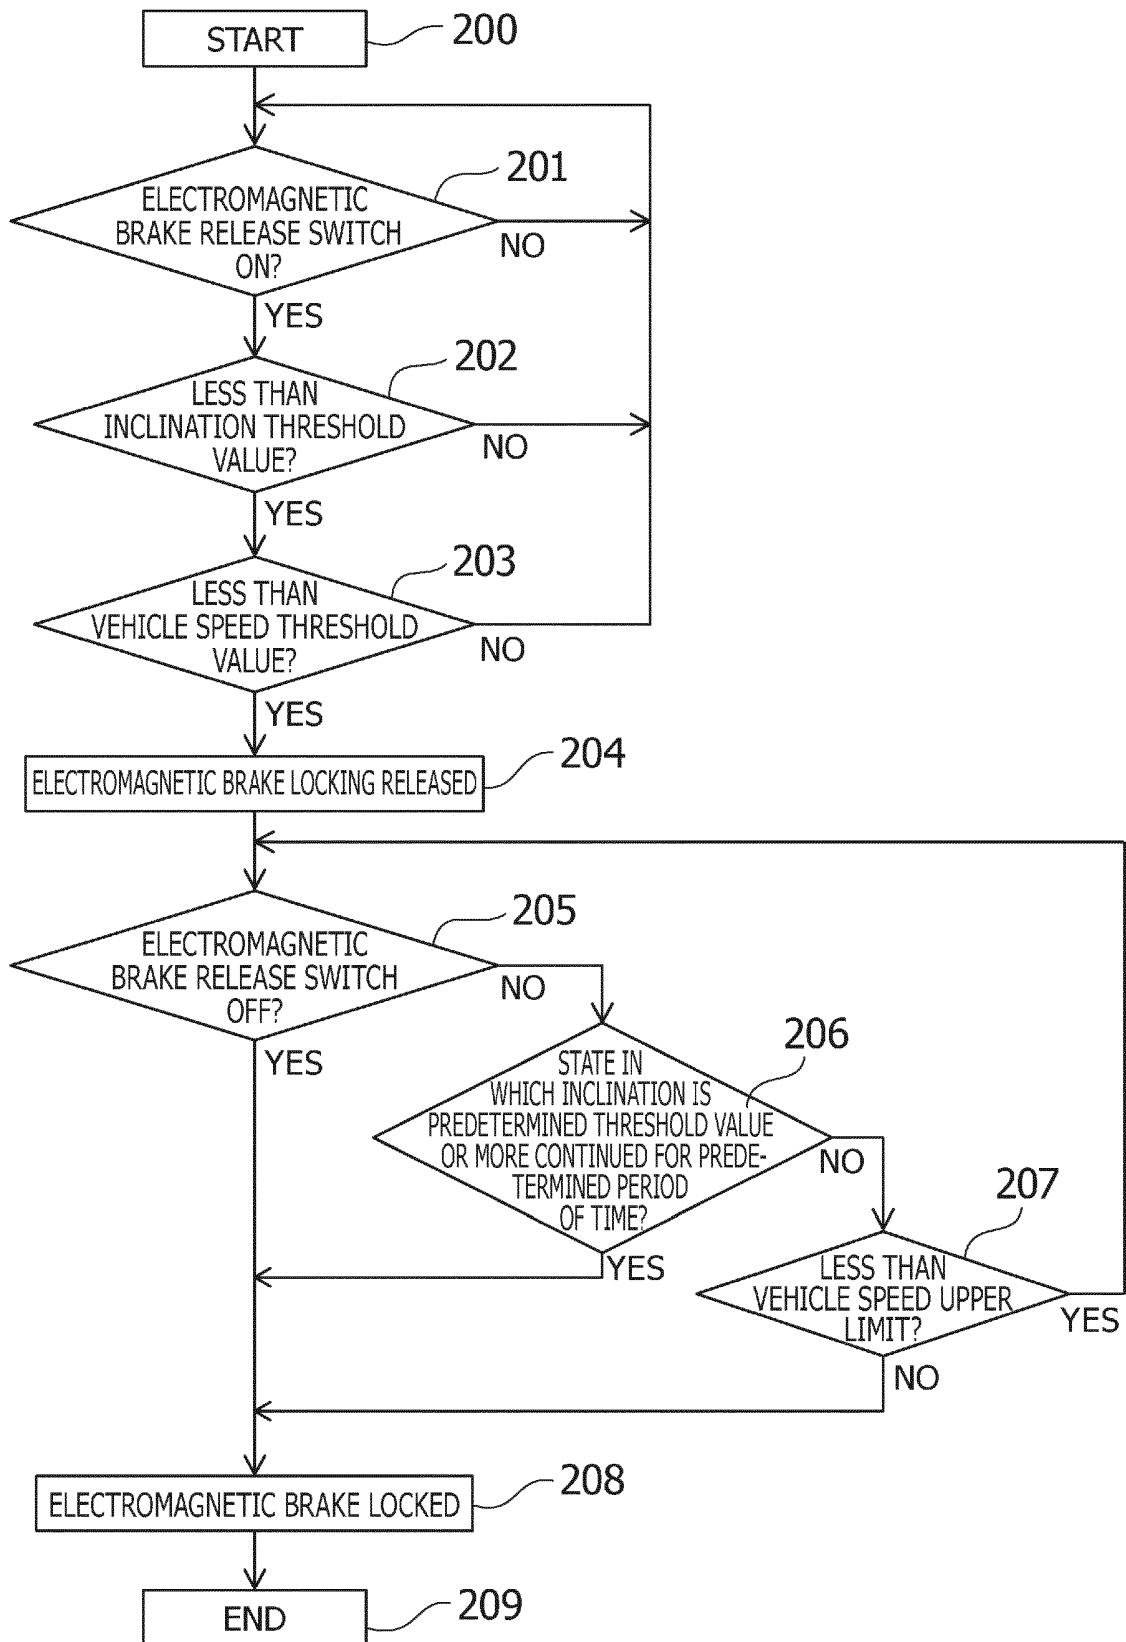 START
200
ELECTROMAGNETIC
BRAKE RELEASE SWITCH
ON?
201
NO
YES
LESS THAN
INCLINATION THRESHOLD
VALUE?
202
NO
YES
LESS THAN
VEHICLE SPEED THRESHOLD
VALUE?
203
NO
YES
ELECTROMAGNETIC BRAKE LOCKING RELEASED
204
ELECTROMAGNETIC
BRAKE RELEASE SWITCH
OFF?
205
NO
YES
STATE IN
WHICH INCLINATION IS
PREDETERMINED THRESHOLD VALUE
OR MORE CONTINUED FOR PREDE-
TERMINED PERIOD
OF TIME?
206
NO
YES
LESS THAN
VEHICLE SPEED UPPER
LIMIT?
207
YES
NO
ELECTROMAGNETIC BRAKE LOCKED
208
END
209